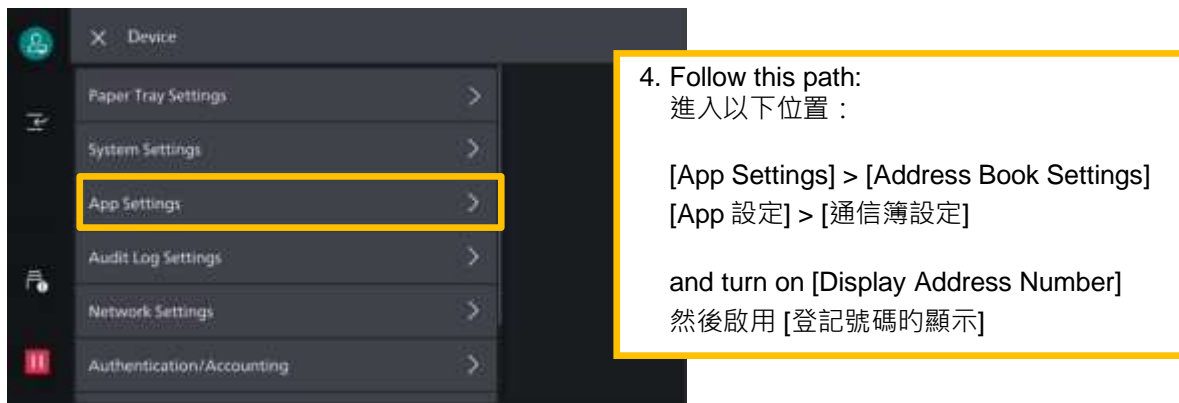 Device
Paper Tray Settings
System Settings
App Settings
Audit Log Settings
Network Settings
Authentication/Accounting
4. Follow this path:
進入以下位置：
[App Settings] > [Address Book Settings]
[App 設定] > [通信簿設定]
and turn on [Display Address Number]
然後啟用 [登記號碼旳顯示]